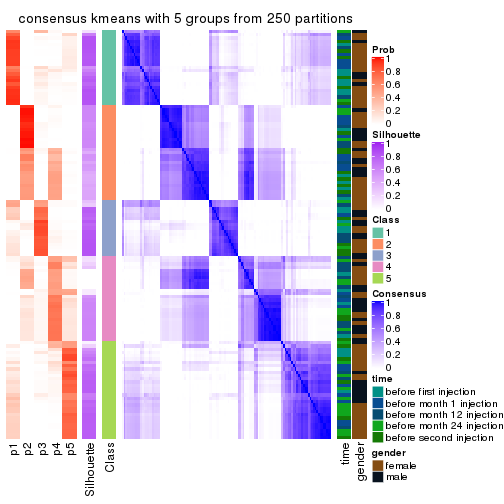 consensus kmeans with 5 groups from 250 partitions
Prob
1
0.8
0.6
0.4
0.2
0
Silhouette
1
0.8
0.6
0.4
0.2
0
Class
1
2
3
4
5
Consensus
1
0.8
0.6
0.4
0.2
0
time
before first injection
before month 1 injection
before month 12 injection
before month 24 injection
before second injection
gender
female
male
p1
p2
p3
p4
p5
Silhouette
Class
time
gender